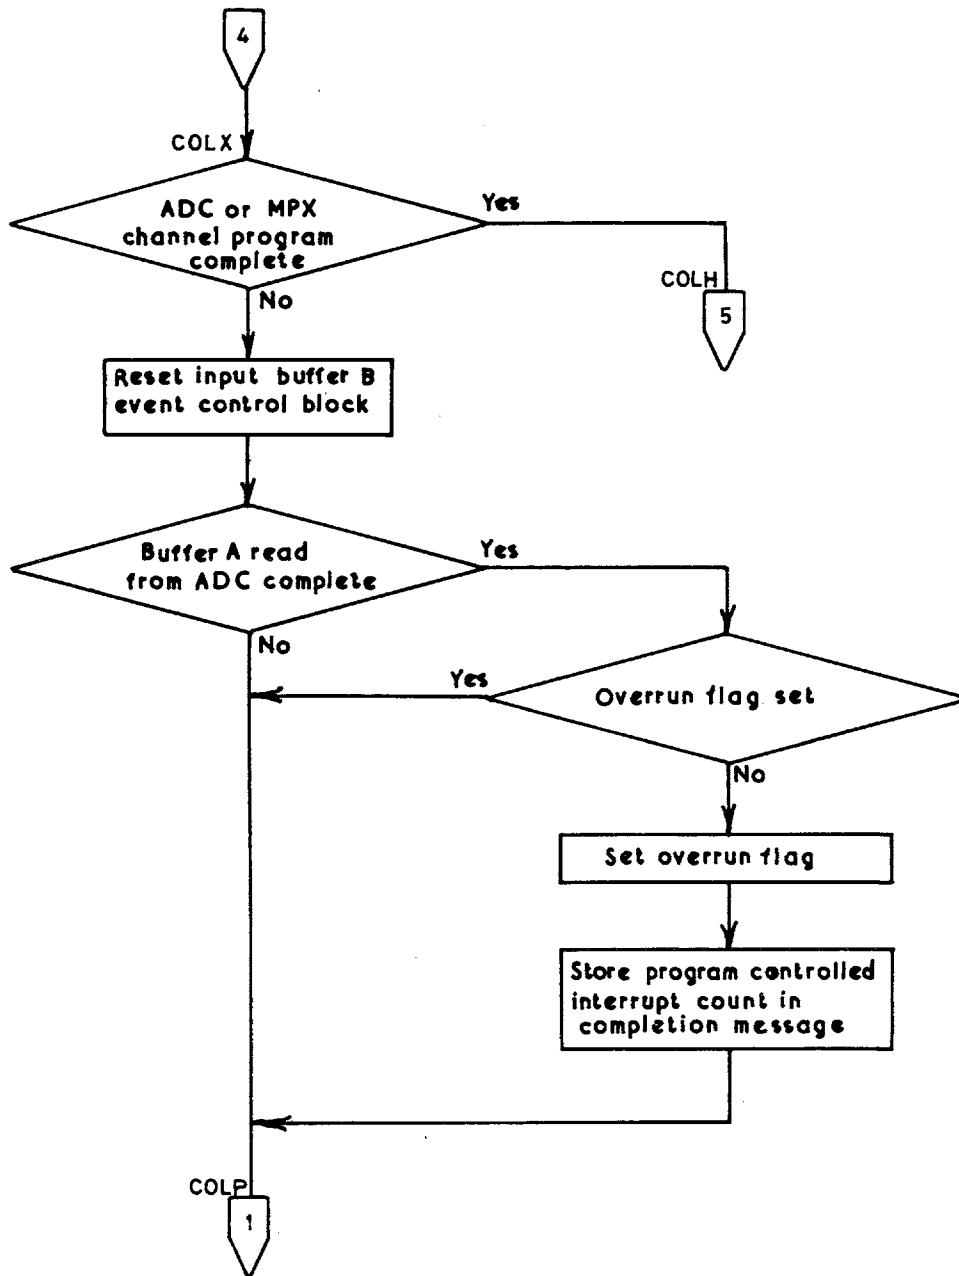 4
COLX
ADC or MPX
channel program
complete
Yes
No
COLH
5
Reset input buffer B
event control block
Buffer A read
from ADC complete
Yes
No
Yes
Overrun flag set
No
Set overrun flag
Store program controlled
interrupt count in
completion message
COLP
1